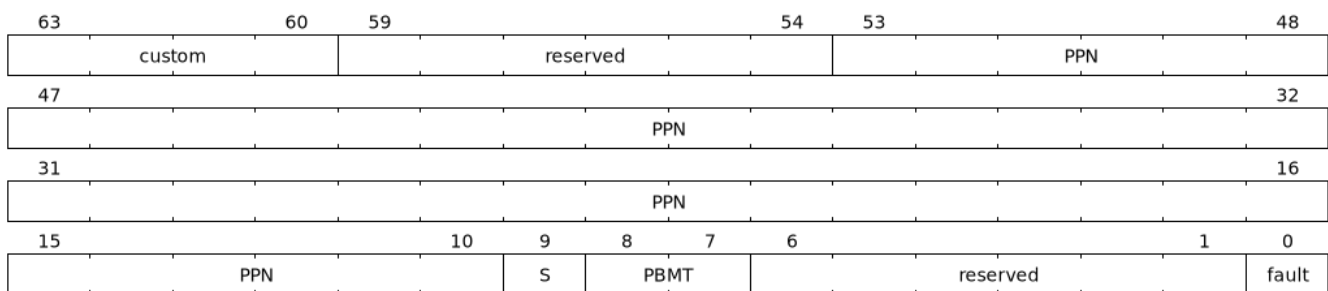 63 60 59 54 53 48
custom reserved PPN
47 32
PPN
31 16
PPN
15 10 9 8 7 6 1 0
PPN S PBMT reserved fault